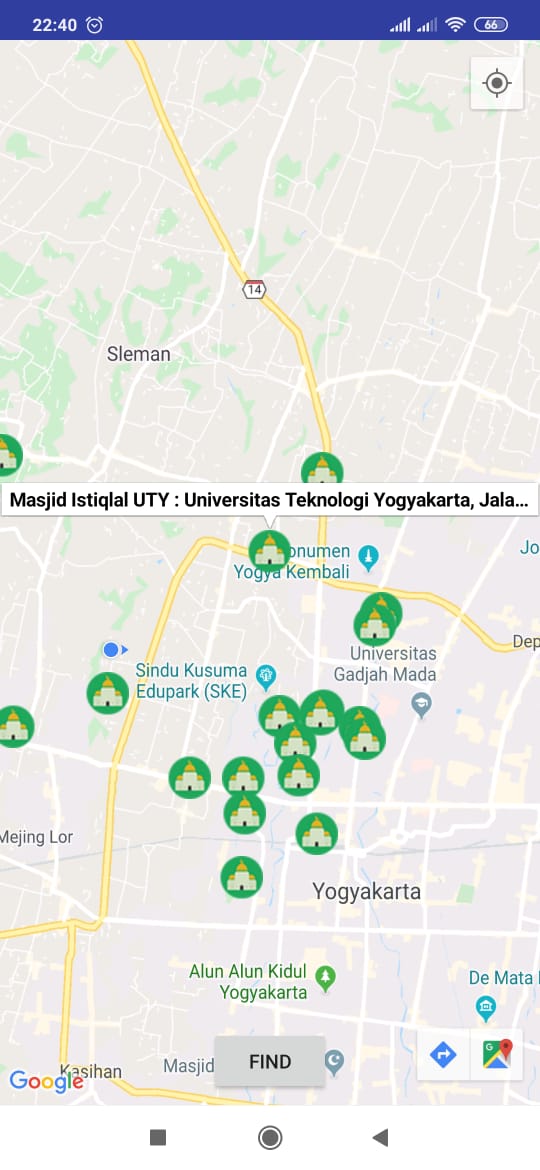 22:40
66
14
Sleman
Masjid Istiqlal UTY : Universitas Teknologi Yogyakarta, Jala...
onumen
Yogya Kembali
Jo
Dep
Universitas
Gadjah Mada
Sindu Kusuma
Edupark (SKE)
Mejing Lor
Yogyakarta
Alun Alun Kidul
Yogyakarta
De Mata
Masjid
FIND
Kasihan
Google
G